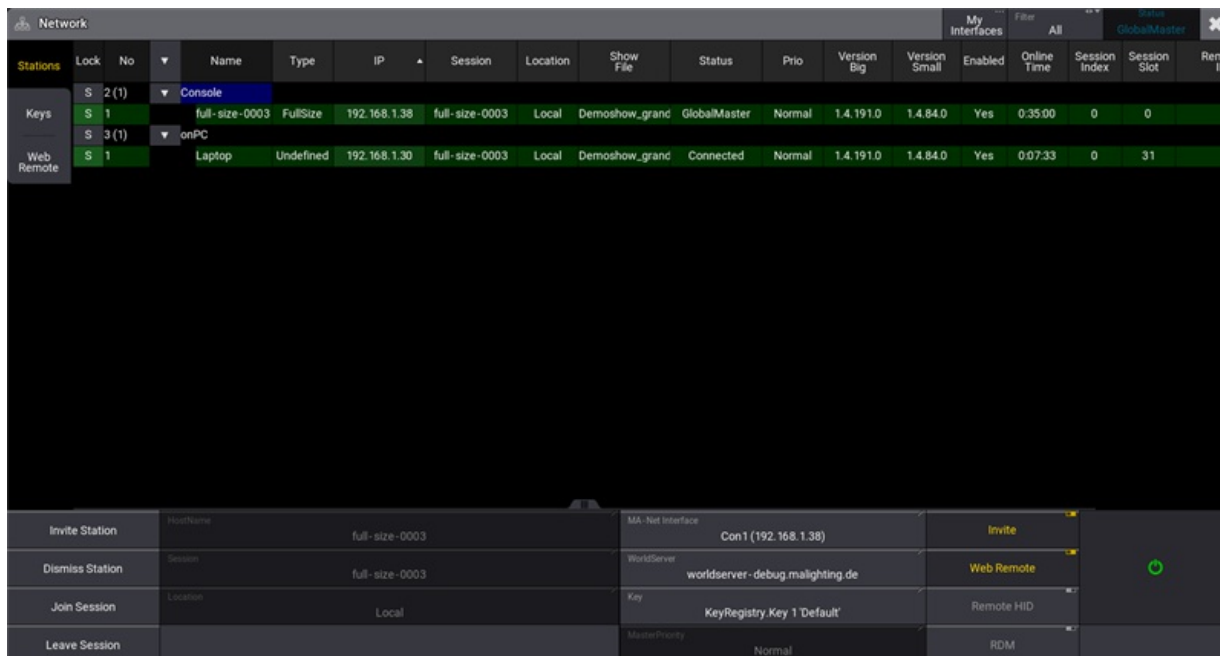 Network
My Interfaces
Filter
All
Status
GlobalMaster
Stations
Keys
Web Remote
Lock No Name Type IP Session Location Show File Status Prio Version Big Version Small Enabled Online Time Session Index Session Slot
S 2 (1) Console
S 1 full-size-0003 FullSize 192.168.1.38 full-size-0003 Local Demoshow_grand GlobalMaster Normal 1.4.191.0 1.4.84.0 Yes 0:35:00 0 0
S 3 (1) onPC
S 1 Laptop Undefined 192.168.1.30 full-size-0003 Local Demoshow_grand Connected Normal 1.4.191.0 1.4.84.0 Yes 0:07:33 0 31
Invite Station
HostName
full-size-0003
MA-Net Interface
Con1 (192.168.1.38)
Invite
Dismiss Station
Session
full-size-0003
WorldServer
worldserver-debug.malighting.de
Web Remote
Join Session
Location
Local
Key
KeyRegistry.Key 1 'Default'
Remote HID
Leave Session
MasterPriority
Normal
RDM